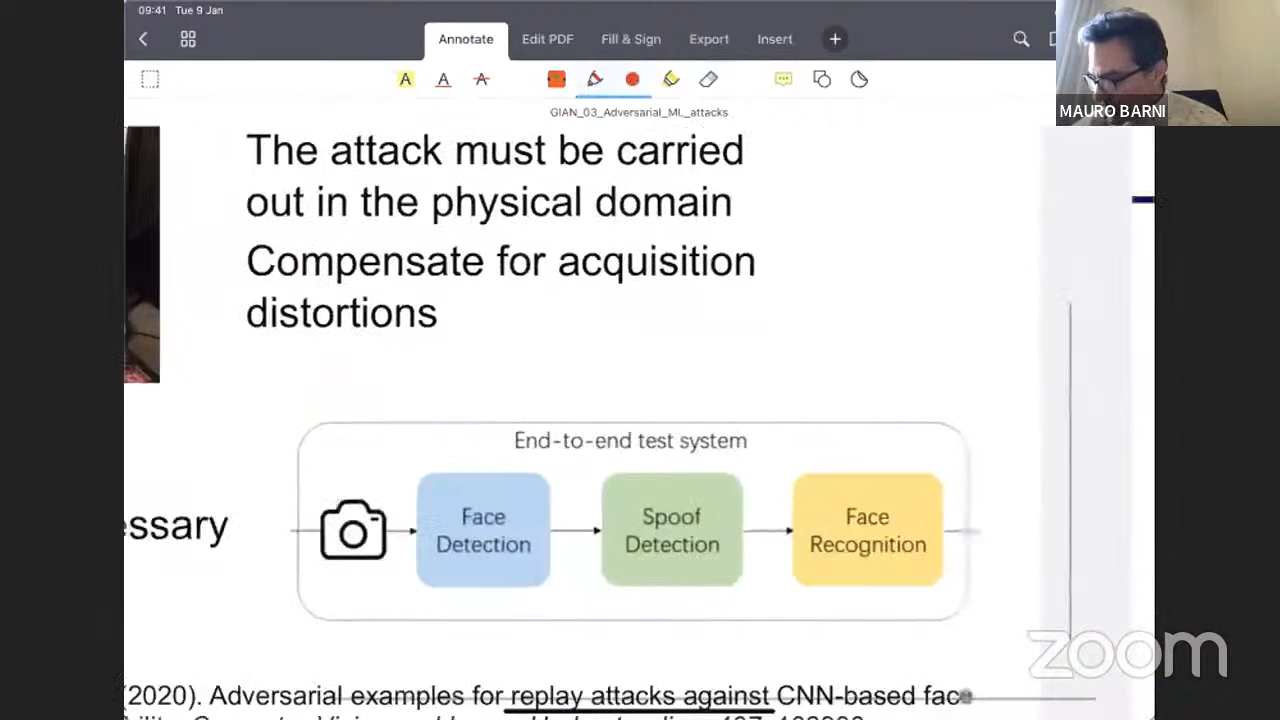 09:41 Tue 9 Jan
Annotate Edit PDF Fill & Sign Export Insert
A A A
GIAN_03_Adversarial_ML_attacks
MAURO BARNI
The attack must be carried
out in the physical domain
Compensate for acquisition
distortions
End-to-end test system
essary
Face
Detection
Spoof
Detection
Face
Recognition
zoom
(2020). Adversarial examples for replay attacks against CNN-based face